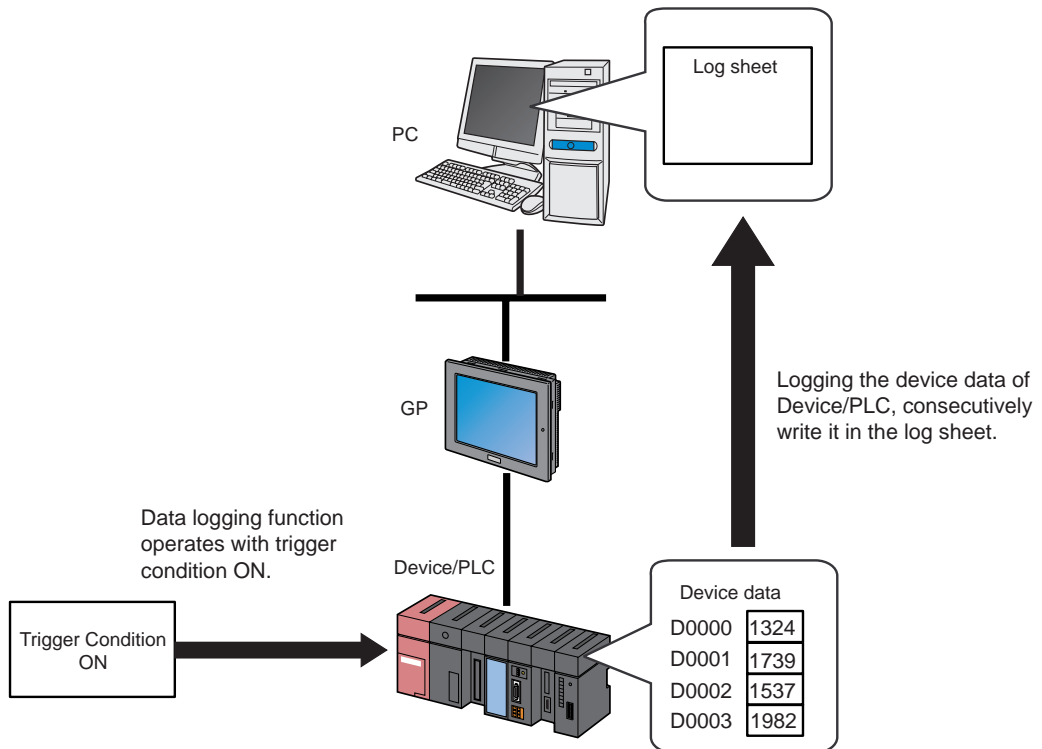 Log sheet
PC
GP
Logging the device data of
Device/PLC, consecutively
write it in the log sheet.
Data logging function
operates with trigger
condition ON.
Device/PLC
Trigger Condition
ON
Device data
D0000 1324
D0001 1739
D0002 1537
D0003 1982